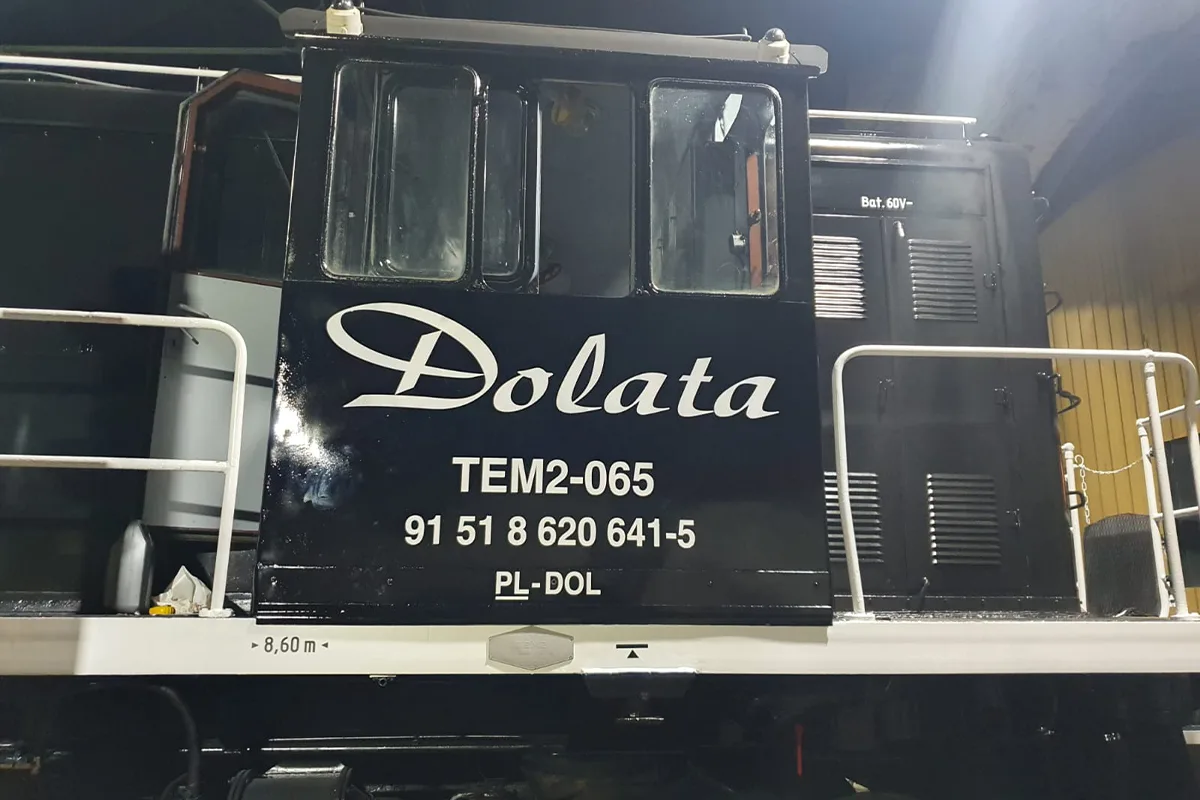 Bat. 60V-
Dolata
TEM2-065
91 51 8 620 641-5
PL-DOL
8,60 m